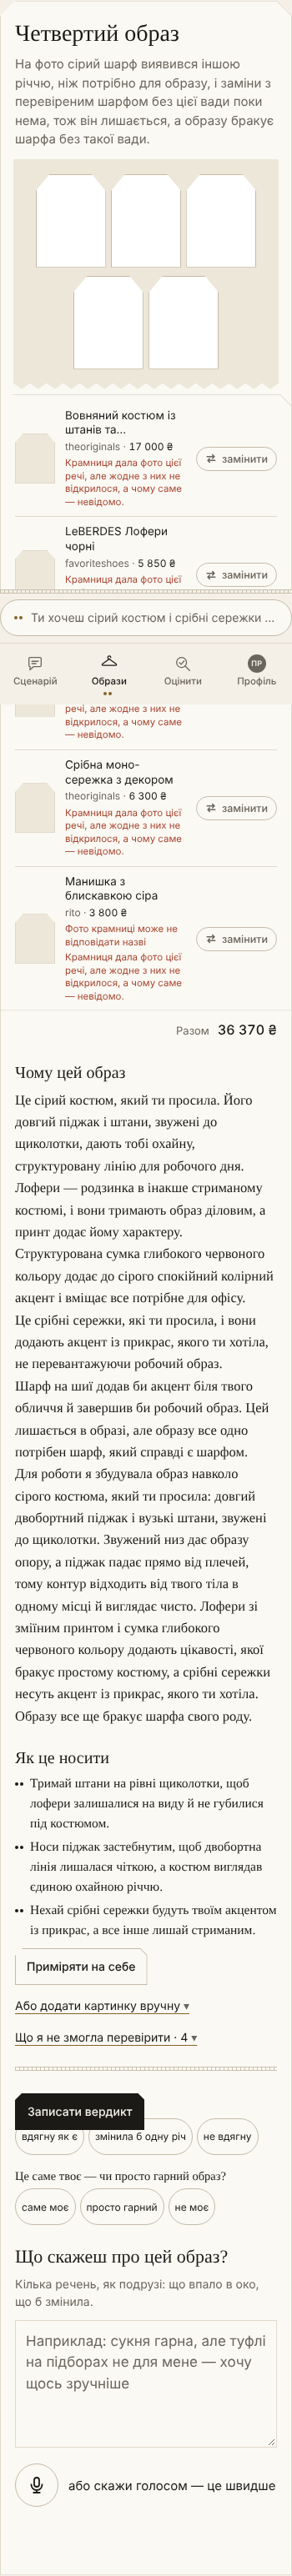 Четвертий образ
На фото сірий шарф виявився іншою
річчю, ніж потрібно для образу, і заміни з
перевіреним шарфом без цієї вади поки
нема, тож він лишається, а образу бракує
шарфа без такої вади.
Вовняний костюм із
штанів та...
theoriginals · 17 000 ₴
Крамниця дала фото цієї
речі, але жодне з них не
відкрилося, а чому саме
— невідомо.
замінити
LeBERDES Лофери
чорні
favoriteshoes · 5 850 ₴
Крамниця дала фото цієї
замінити
Ти хочеш сірий костюм і срібні сережки ...
Сценарій
Образи
Оцінити
ПР
Профіль
речі, але жодне з них не
відкрилося, а чому саме
— невідомо.
Срібна моно-
сережка з декором
theoriginals · 6 300 ₴
Крамниця дала фото цієї
речі, але жодне з них не
відкрилося, а чому саме
— невідомо.
замінити
Манишка з
блискавкою сіра
rito · 3 800 ₴
Фото крамниці може не
відповідати назві
Крамниця дала фото цієї
речі, але жодне з них не
відкрилося, а чому саме
— невідомо.
замінити
Разом 36 370 ₴
Чому цей образ
Це сірий костюм, який ти просила. Його
довгий піджак і штани, звужені до
щиколотки, дають тобі охайну,
структуровану лінію для робочого дня.
Лофери — родзинка в інакше стриманому
костюмі, і вони тримають образ діловим, а
принт додає йому характеру.
Структурована сумка глибокого червоного
кольору додає до сірого спокійний колірний
акцент і вміщає все потрібне для офісу.
Це срібні сережки, які ти просила, і вони
додають акцент із прикрас, якого ти хотіла,
не перевантажуючи робочий образ.
Шарф на шиї додав би акцент біля твого
обличчя й завершив би робочий образ. Цей
лишається в образі, але образу все одно
потрібен шарф, який справді є шарфом.
Для роботи я збудувала образ навколо
сірого костюма, який ти просила: довгий
двобортний піджак і вузькі штани, звужені
до щиколотки. Звужений низ дає образу
опору, а піджак падає прямо від плечей,
тому контур відходить від твого тіла в
одному місці й виглядає чисто. Лофери зі
зміїним принтом і сумка глибокого
червоного кольору додають цікавості, якої
бракує простому костюму, а срібні сережки
несуть акцент із прикрас, якого ти хотіла.
Образу все ще бракує шарфа свого роду.
Як це носити
Тримай штани на рівні щиколотки, щоб
лофери залишалися на виду й не губилися
під костюмом.
Носи піджак застебнутим, щоб двобортна
лінія лишалася чіткою, а костюм виглядав
єдиною охайною річчю.
Нехай срібні сережки будуть твоїм акцентом
із прикрас, а все інше лишай стриманим.
Приміряти на себе
Або додати картинку вручну ▾
Що я не змогла перевірити · 4 ▾
Записати вердикт
вдягну як є
змінила б одну річ
не вдягну
Це саме твоє — чи просто гарний образ?
саме моє
просто гарний
не моє
Що скажеш про цей образ?
Кілька речень, як подрузі: що впало в око,
що б змінила.
Наприклад: сукня гарна, але туфлі
на підборах не для мене — хочу
щось зручніше
або скажи голосом — це швидше